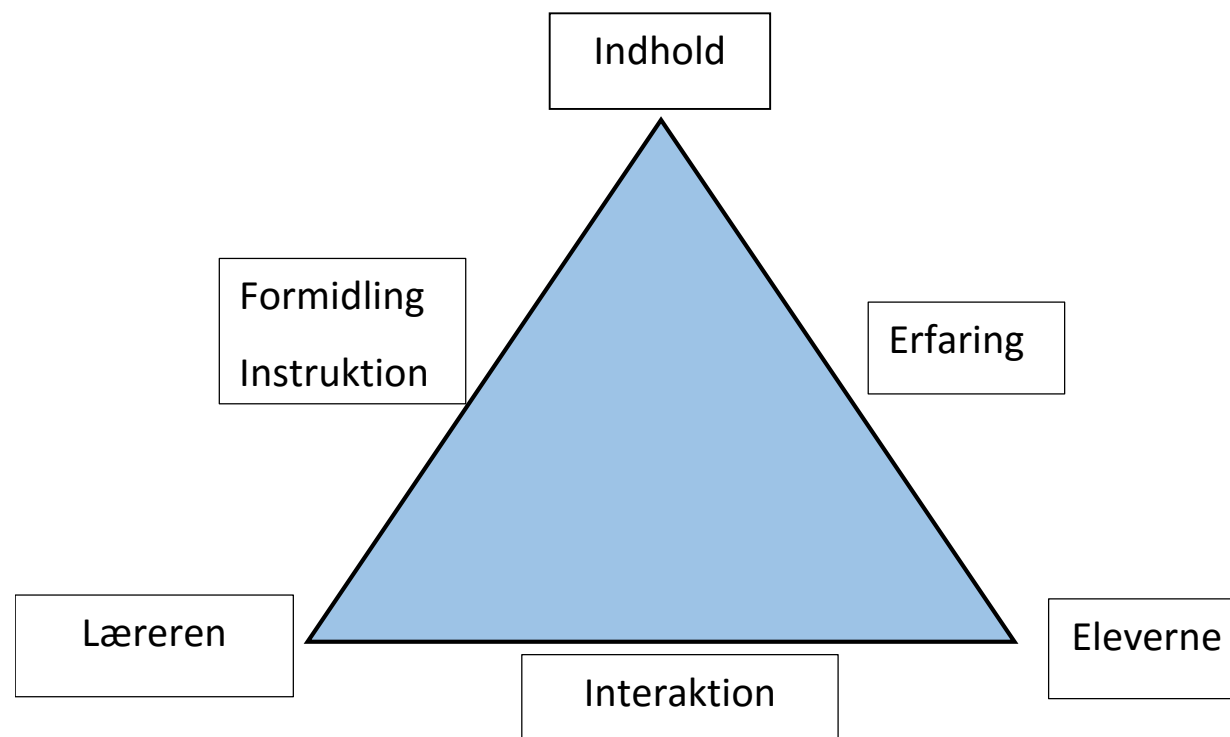 Indhold
Formidling
Instruktion
Erfaring
Læreren
Eleverne
Interaktion